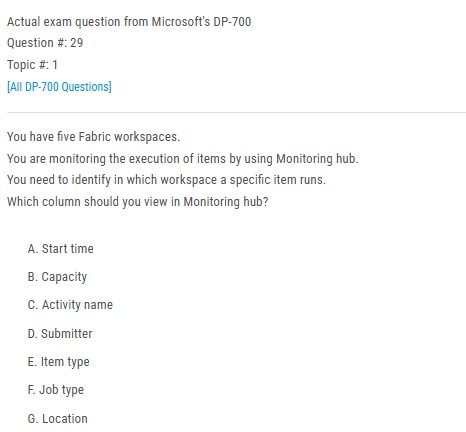 Actual exam question from Microsoft's DP-700
Question #: 29
Topic #: 1
[All DP-700 Questions]
You have five Fabric workspaces.
You are monitoring the execution of items by using Monitoring hub.
You need to identify in which workspace a specific item runs.
Which column should you view in Monitoring hub?
A. Start time
B. Capacity
C. Activity name
D. Submitter
E. Item type
F. Job type
G. Location